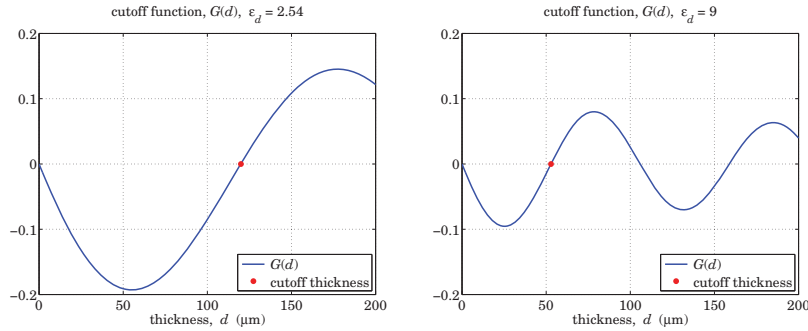 cutoff function, G(d), ε_d = 2.54
0.2
0.1
0
−0.1
−0.2
0 50 100 150 200
thickness, d (μm)
G(d)
cutoff thickness
cutoff function, G(d), ε_d = 9
0.2
0.1
0
−0.1
−0.2
0 50 100 150 200
thickness, d (μm)
G(d)
cutoff thickness